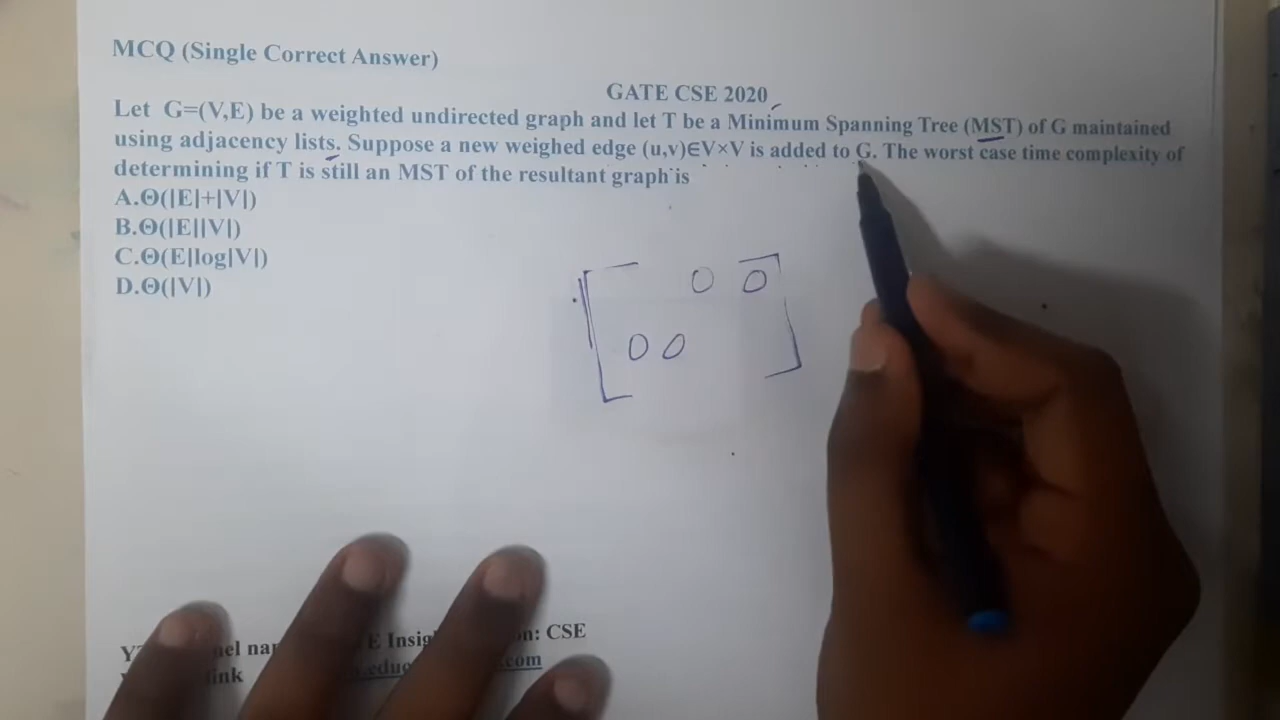 MCQ (Single Correct Answer)
GATE CSE 2020
Let G=(V,E) be a weighted undirected graph and let T be a Minimum Spanning Tree (MST) of G maintained
using adjacency lists. Suppose a new weighed edge (u,v)∈V×V is added to G. The worst case time complexity of
determining if T is still an MST of the resultant graph is
A.Θ(|E|+|V|)
B.Θ(|E||V|)
C.Θ(E|log|V|)
D.Θ(|V|)
0 0
0 0
CSE